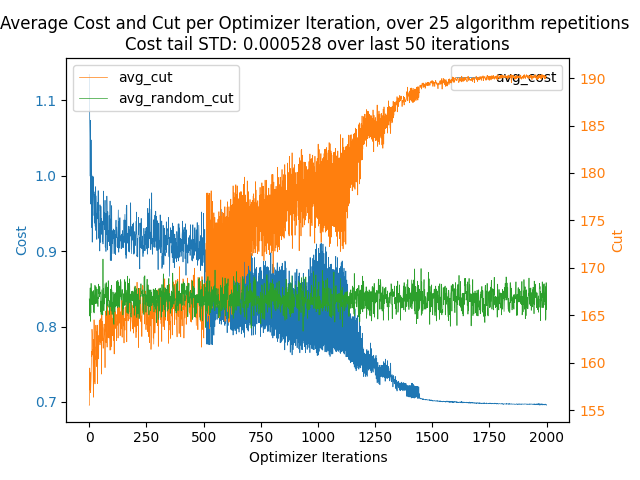 Average Cost and Cut per Optimizer Iteration, over 25 algorithm repetitions
Cost tail STD: 0.000528 over last 50 iterations
avg_cut
avg_random_cut
avg_cost
1.1
1.0
0.9
0.8
0.7
Cost
190
185
180
175
170
165
160
155
Cut
0
250
500
750
1000
1250
1500
1750
2000
Optimizer Iterations